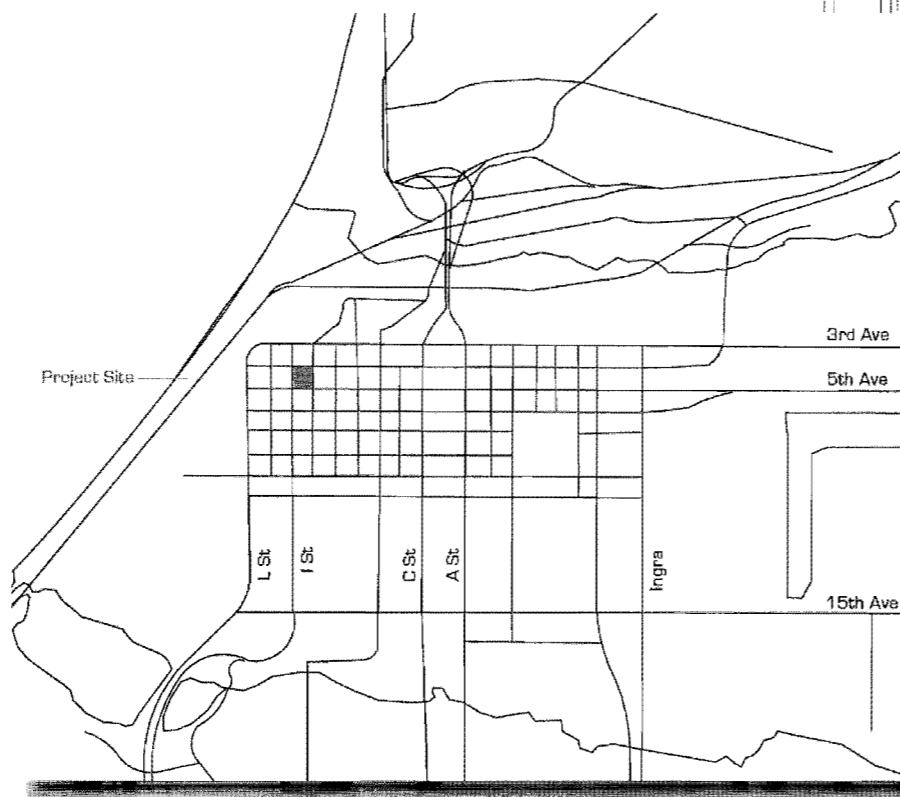 3rd Ave
Project Site
5th Ave
L St
I St
C St
A St
Ingra
15th Ave